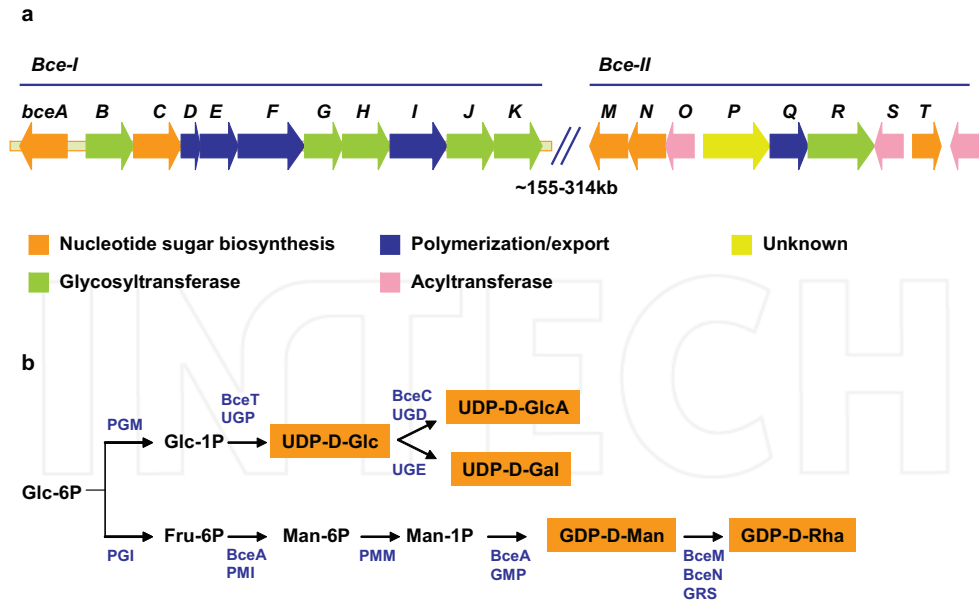 a
Bce-I Bce-II
bceA B C D E F G H I J K M N O P Q R S T
~155-314kb
Nucleotide sugar biosynthesis Polymerization/export Unknown
Glycosyltransferase Acyltransferase
INTECH
b
BceT BceC UDP-D-GlcA
UGP UGD
PGM
Glc-1P UDP-D-Glc
UGE UDP-D-Gal
Glc-6P
Fru-6P Man-6P Man-1P GDP-D-Man GDP-D-Rha
PGI BceA PMM BceA BceM
PMI GMP BceN
GRS